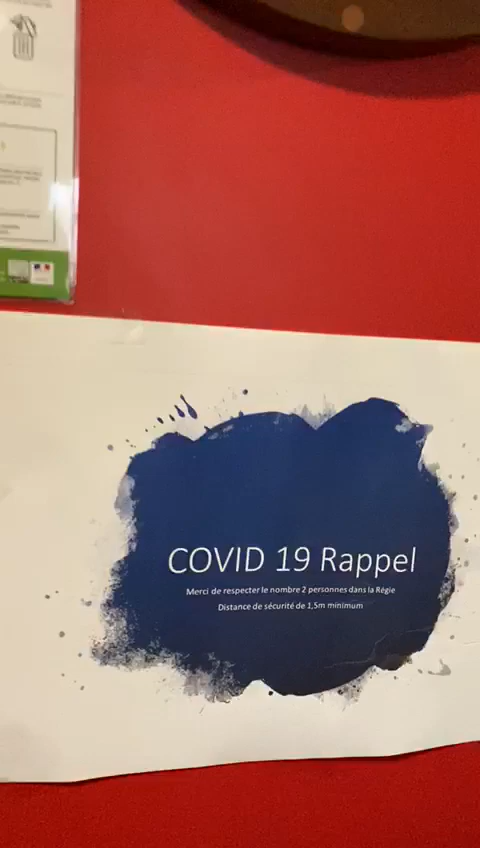 COVID 19 Rappel
Merci de respecter le nombre 2 personnes dans la Régie
Distance de sécurité de 1,5m minimum